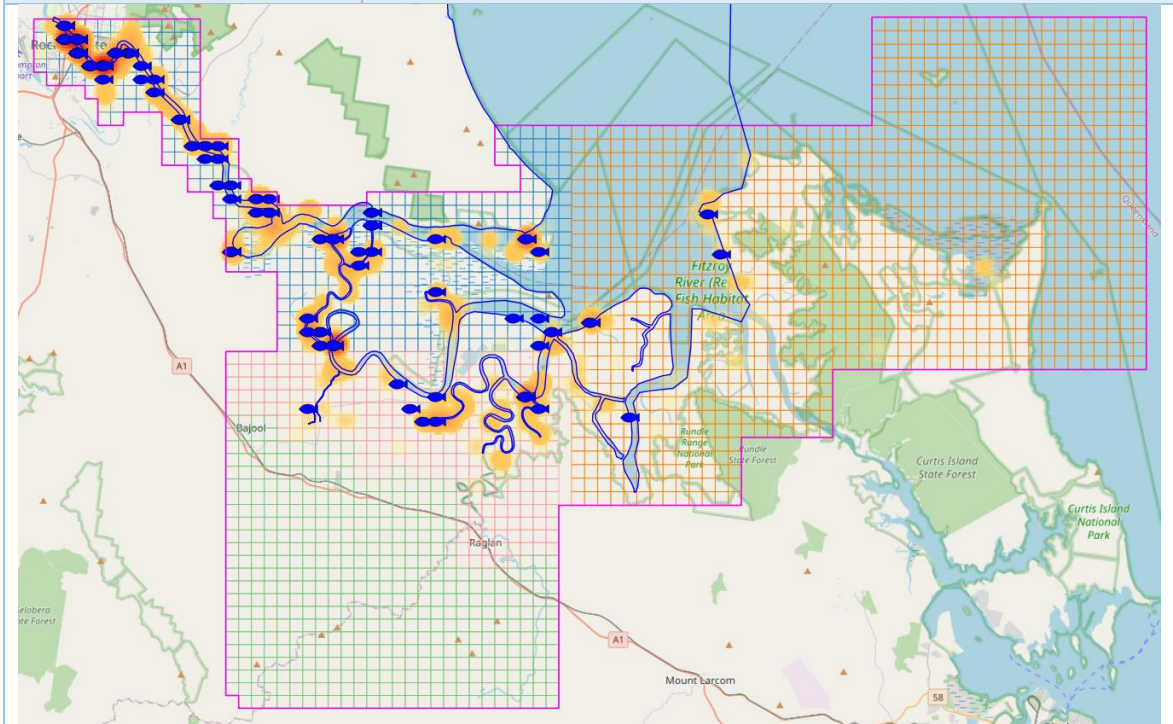 A1
Bajool
Raglan
Fitzroy
River (Re
Fish Habitat
Area
Queensland
Rundle
Range
National
Park
Rundle
State Forest
Curtis Island
State Forest
Curtis Island
National
Park
A1
Mount Larcom
58